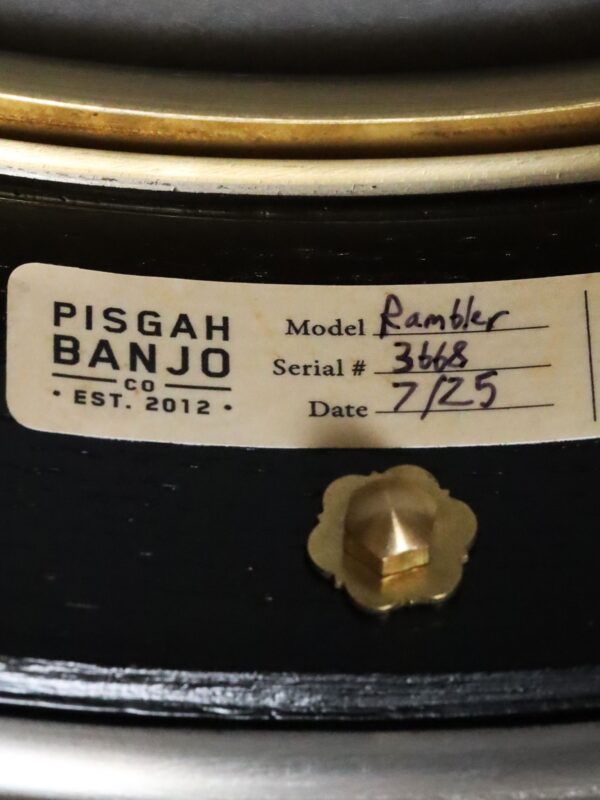 PISGAH
BANJO
CO
• EST. 2012 •
Model Rambler
Serial # 3668
Date 7/25